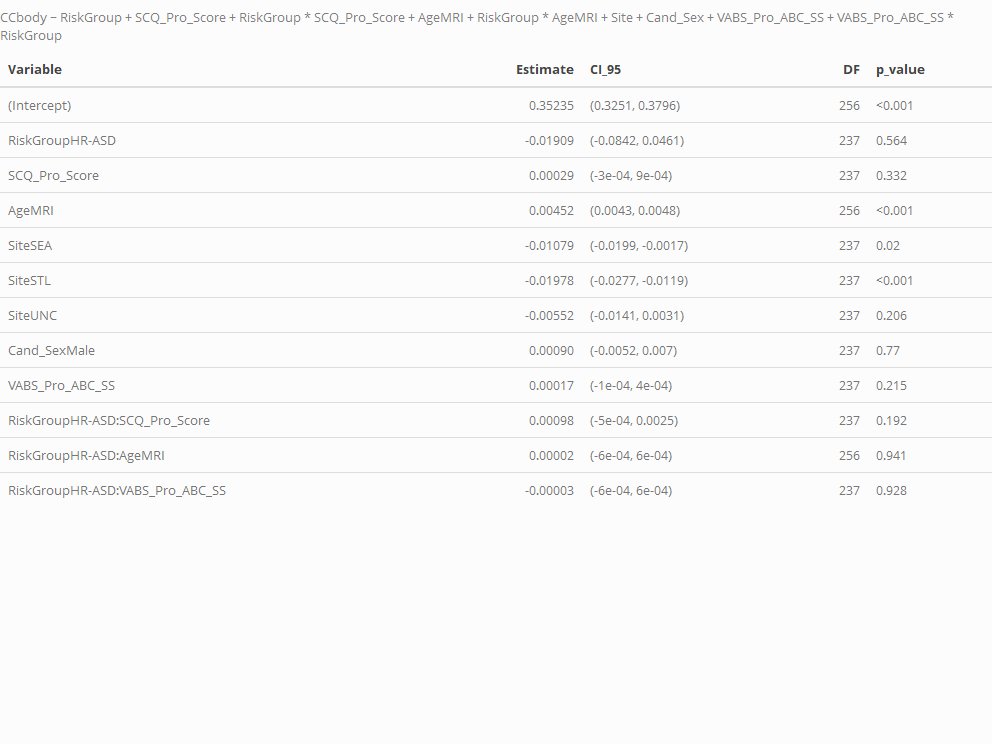 CCbody ~ RiskGroup + SCQ_Pro_Score + RiskGroup * SCQ_Pro_Score + AgeMRI + RiskGroup * AgeMRI + Site + Cand_Sex + VABS_Pro_ABC_SS + VABS_Pro_ABC_SS *
RiskGroup
Variable Estimate CI_95 DF p_value
(Intercept) 0.35235 (0.3251, 0.3796) 256 <0.001
RiskGroupHR-ASD -0.01909 (-0.0842, 0.0461) 237 0.564
SCQ_Pro_Score 0.00029 (-3e-04, 9e-04) 237 0.332
AgeMRI 0.00452 (0.0043, 0.0048) 256 <0.001
SiteSEA -0.01079 (-0.0199, -0.0017) 237 0.02
SiteSTL -0.01978 (-0.0277, -0.0119) 237 <0.001
SiteUNC -0.00552 (-0.0141, 0.0031) 237 0.206
Cand_SexMale 0.00090 (-0.0052, 0.007) 237 0.77
VABS_Pro_ABC_SS 0.00017 (-1e-04, 4e-04) 237 0.215
RiskGroupHR-ASD:SCQ_Pro_Score 0.00098 (-5e-04, 0.0025) 237 0.192
RiskGroupHR-ASD:AgeMRI 0.00002 (-6e-04, 6e-04) 256 0.941
RiskGroupHR-ASD:VABS_Pro_ABC_SS -0.00003 (-6e-04, 6e-04) 237 0.928